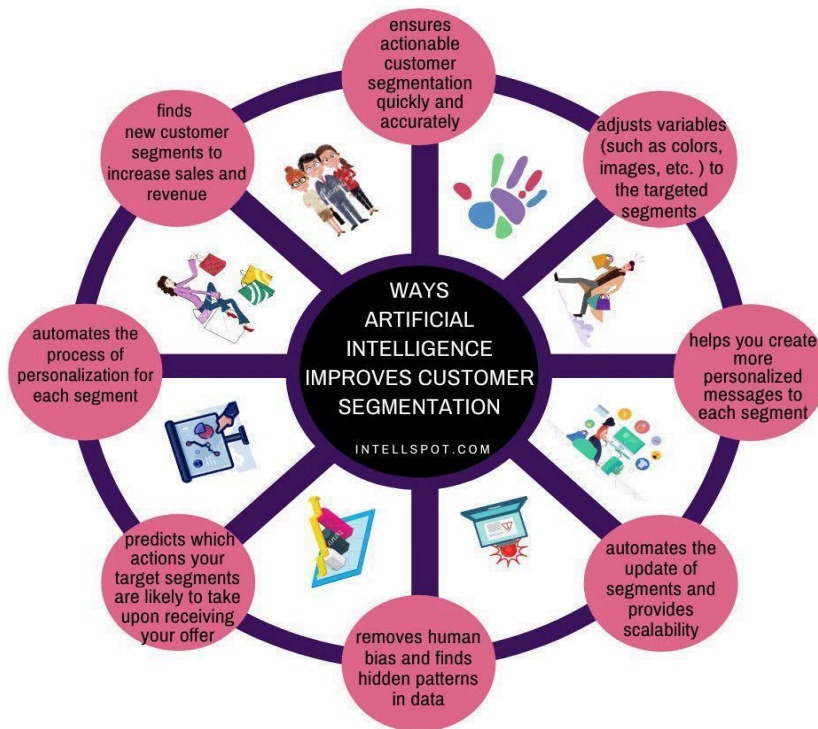 ensures
actionable
customer
segmentation
quickly and
accurately
adjusts variables
(such as colors,
images, etc. ) to
the targeted
segments
helps you create
more
personalized
messages to
each segment
automates the
update of
segments and
provides
scalability
removes human
bias and finds
hidden patterns
in data
predicts which
actions your
target segments
are likely to take
upon receiving
your offer
automates the
process of
personalization for
each segment
finds
new customer
segments to
increase sales and
revenue
WAYS
ARTIFICIAL
INTELLIGENCE
IMPROVES CUSTOMER
SEGMENTATION
INTELLSPOT.COM